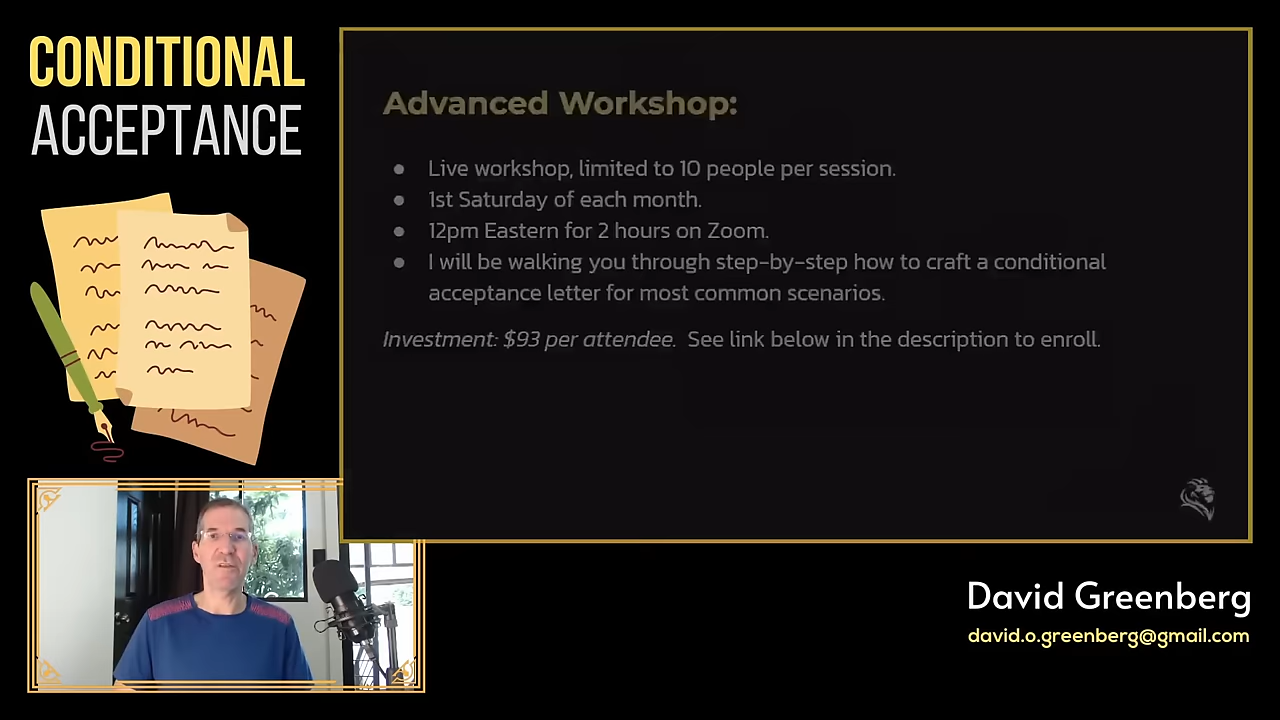 CONDITIONAL
ACCEPTANCE
Advanced Workshop:
● Live workshop, limited to 10 people per session.
● 1st Saturday of each month.
● 12pm Eastern for 2 hours on Zoom.
● I will be walking you through step-by-step how to craft a conditional
acceptance letter for most common scenarios.
Investment: $93 per attendee. See link below in the description to enroll.
David Greenberg
david.o.greenberg@gmail.com